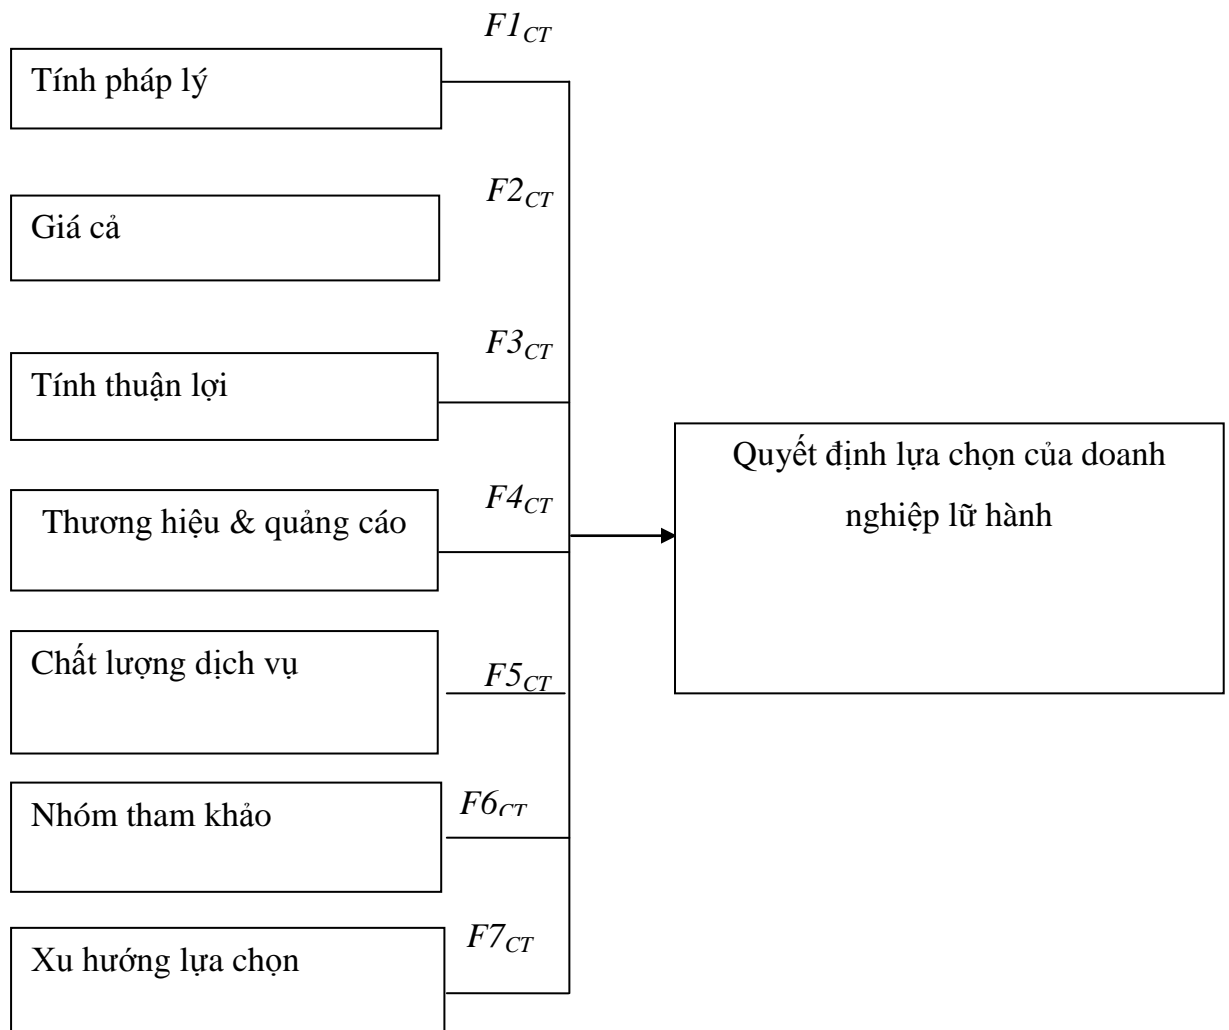 F1CT
Tính pháp lý
F2CT
Giá cả
F3CT
Tính thuận lợi
F4CT
Thương hiệu & quảng cáo
Quyết định lựa chọn của doanh
nghiệp lữ hành
Chất lượng dịch vụ
F5CT
Nhóm tham khảo
F6CT
Xu hướng lựa chọn
F7CT